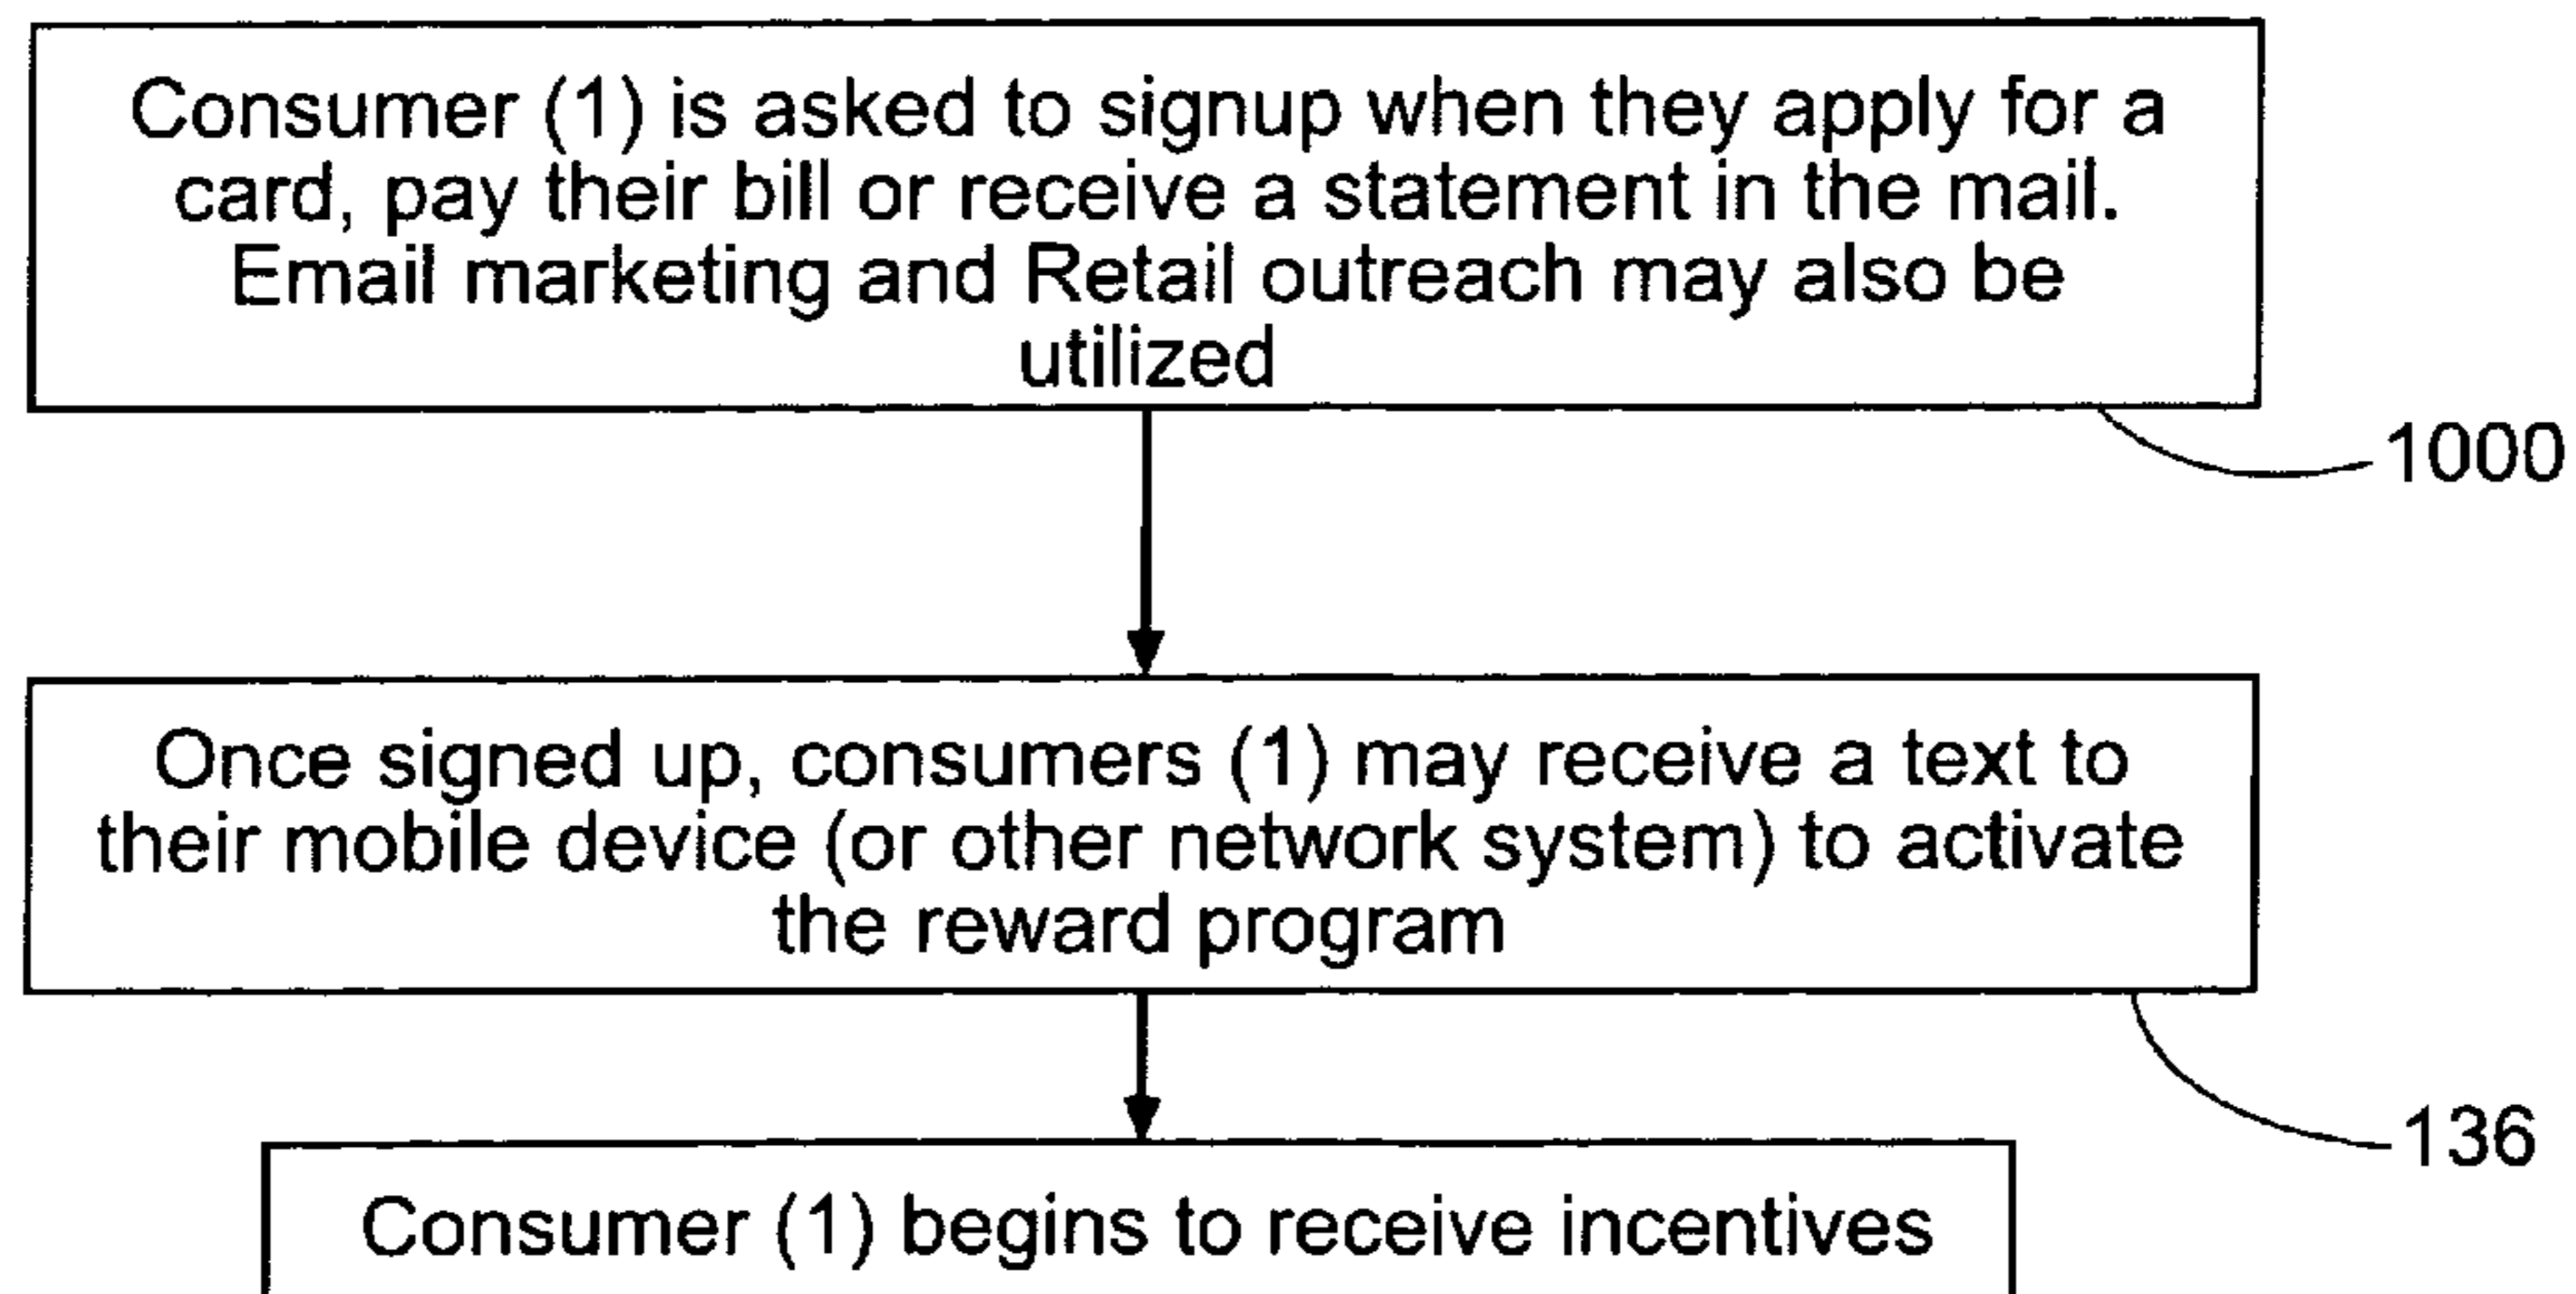 Consumer (1) is asked to signup when they apply for a
card, pay their bill or receive a statement in the mail.
Email marketing and Retail outreach may also be
utilized
1000
Once signed up, consumers (1) may receive a text to
their mobile device (or other network system) to activate
the reward program
136
Consumer (1) begins to receive incentives